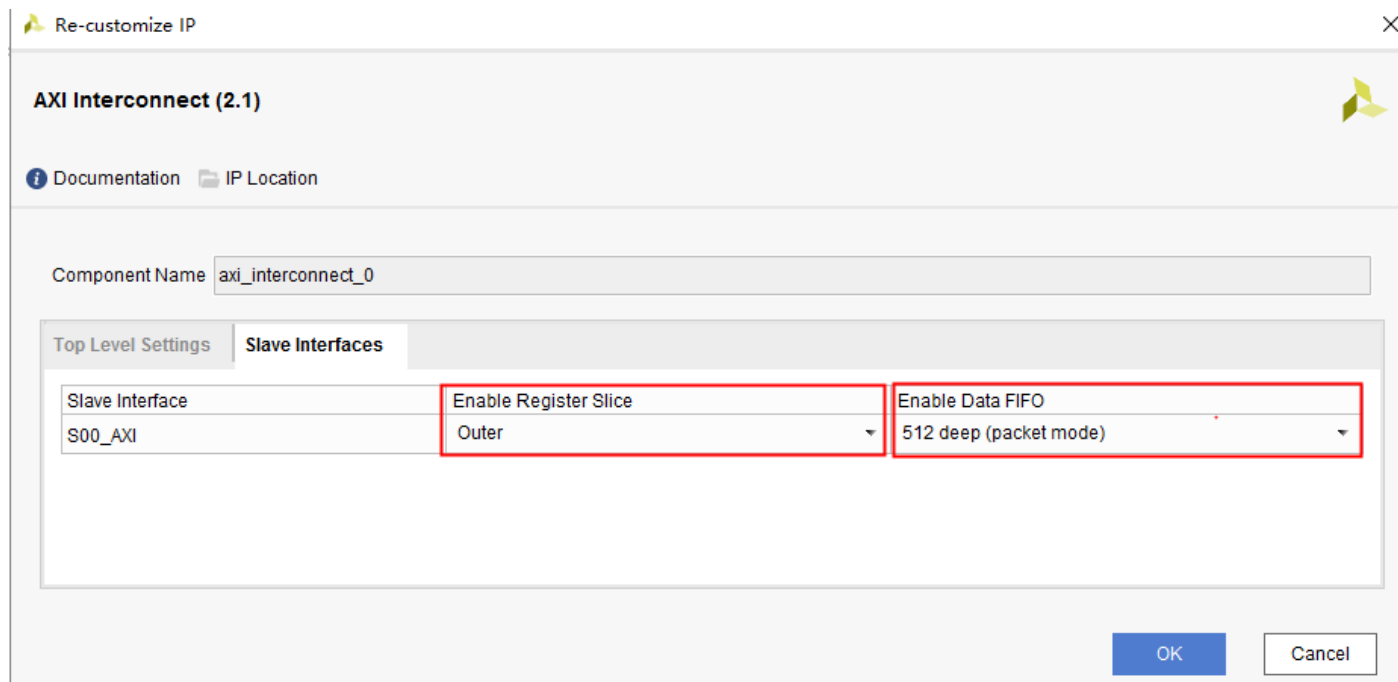 Re-customize IP
AXI Interconnect (2.1)
Documentation IP Location
Component Name axi_interconnect_0
Top Level Settings Slave Interfaces
Slave Interface Enable Register Slice Enable Data FIFO
S00_AXI Outer 512 deep (packet mode)
OK Cancel